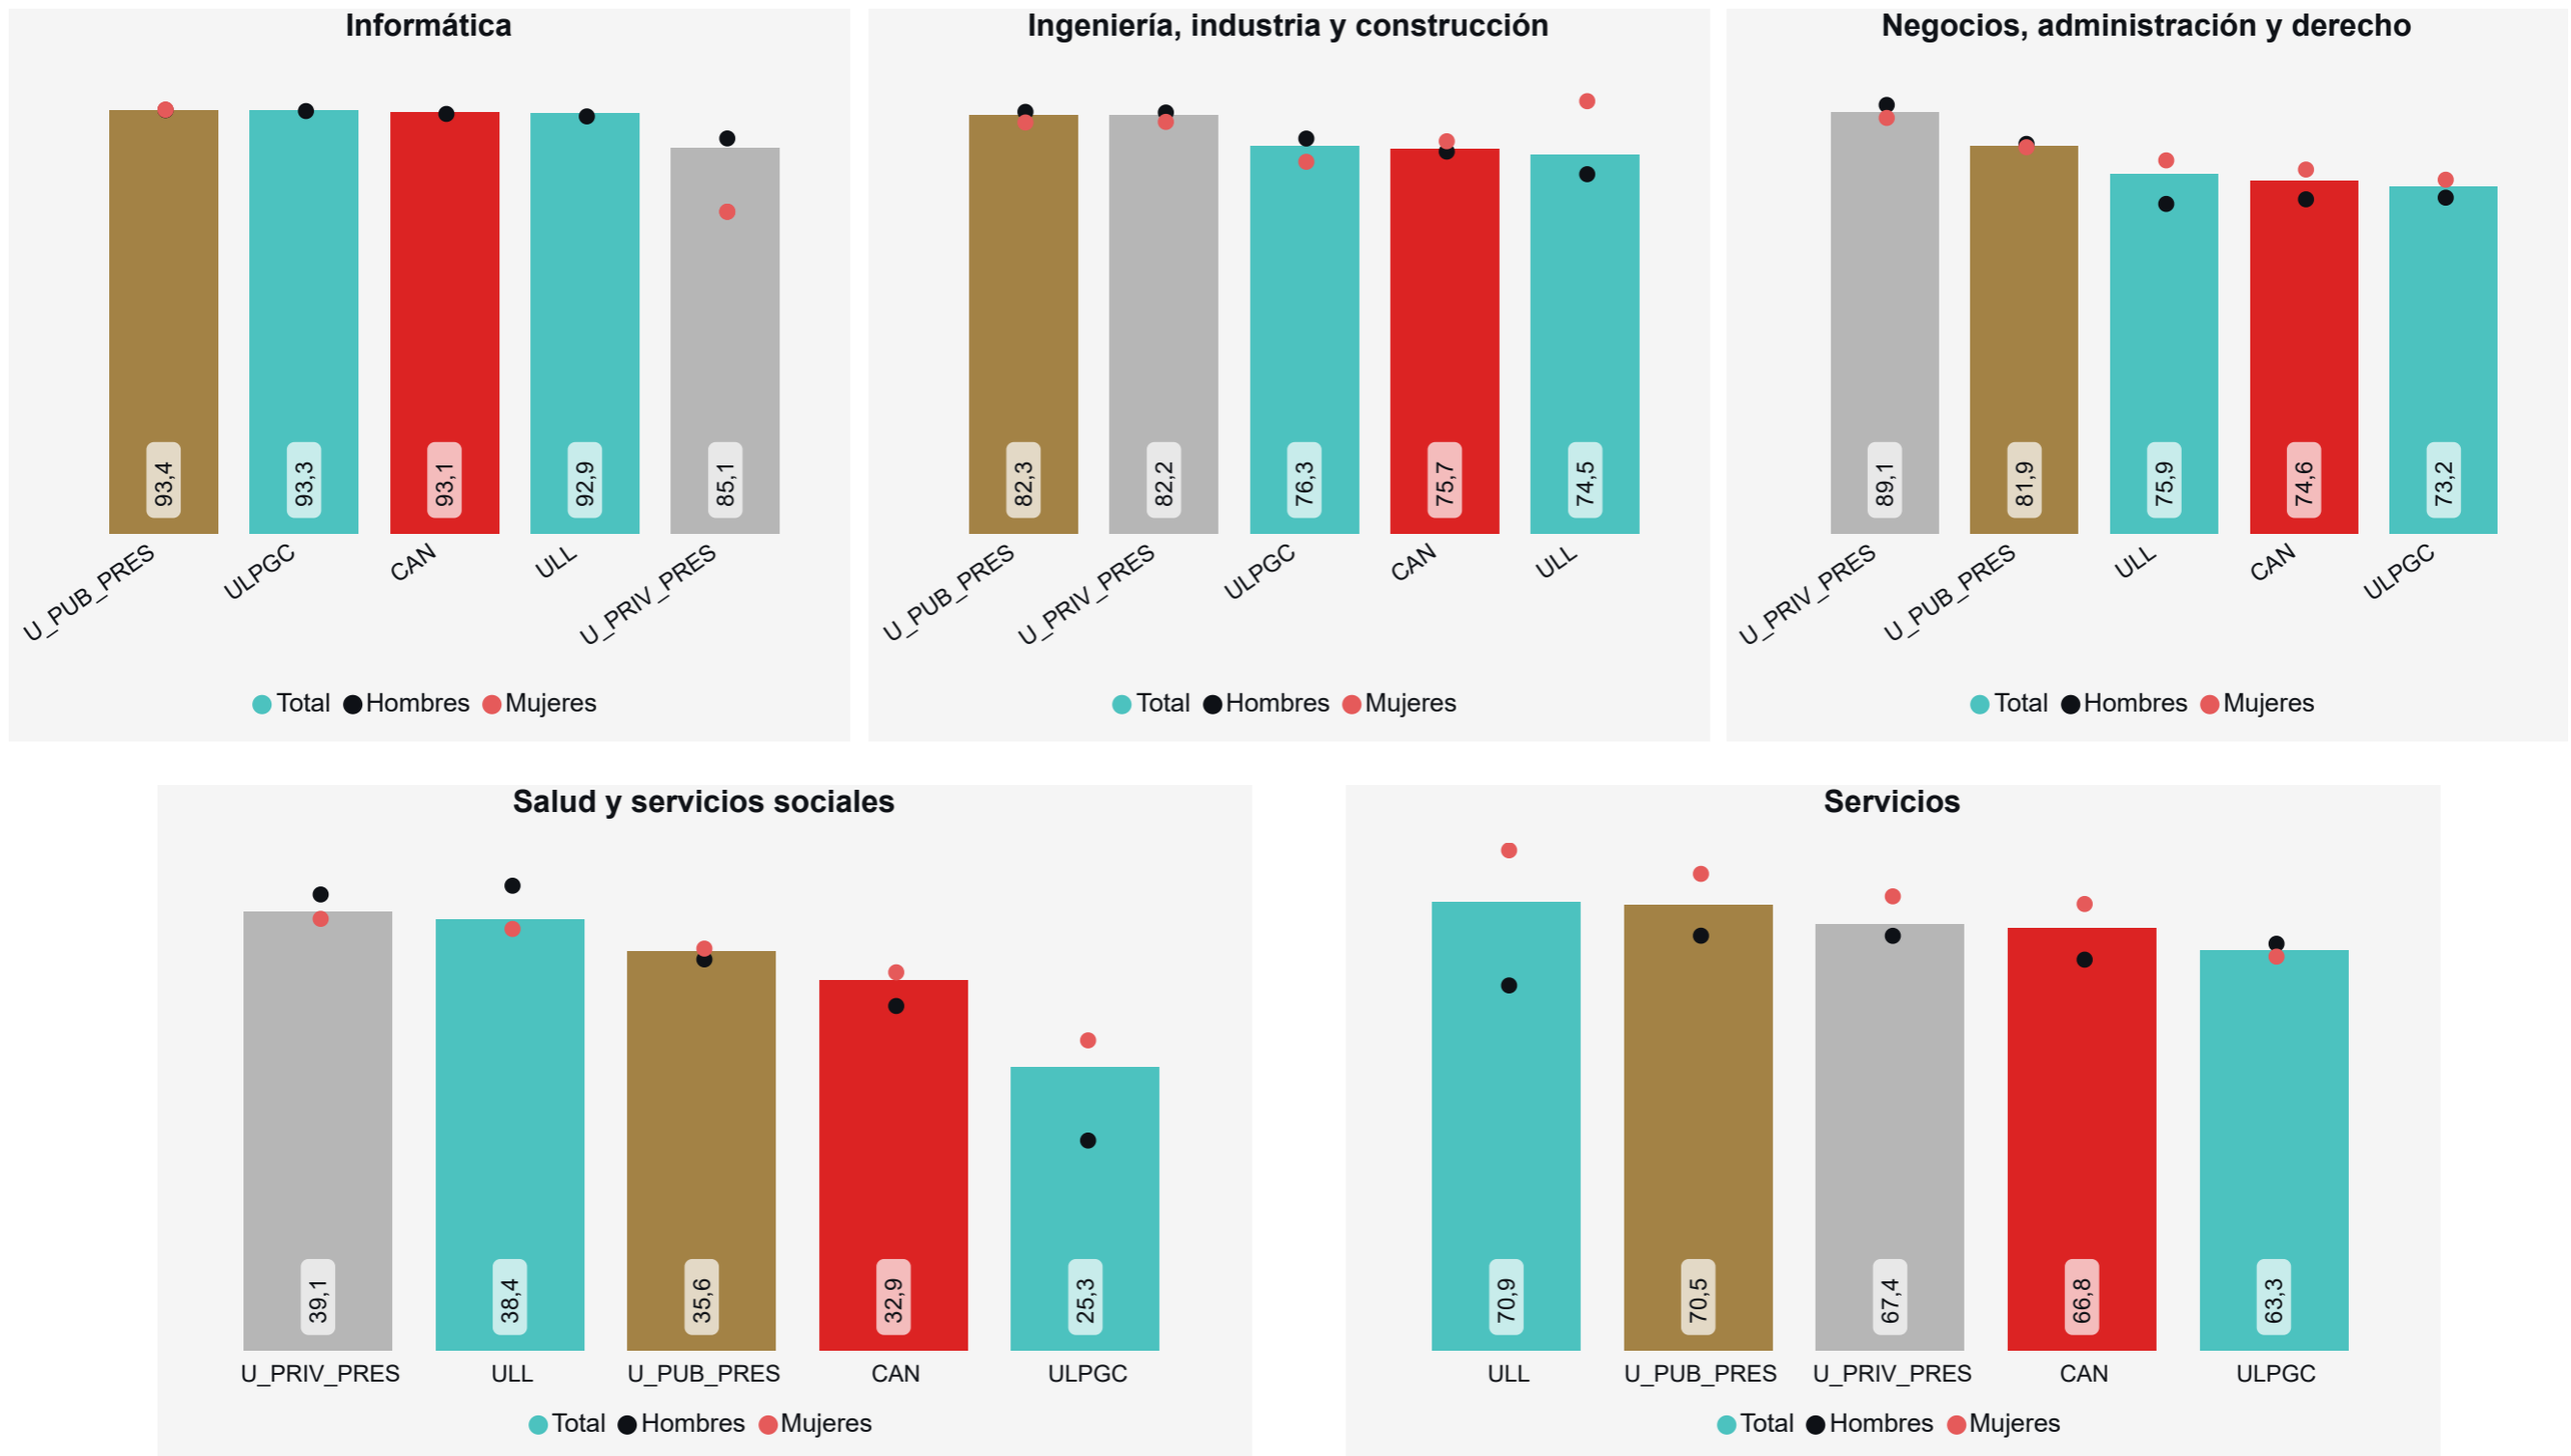 Informática
93,4
93,3
93,1
92,9
85,1
U_PUB_PRES
ULPGC
CAN
ULL
U_PRIV_PRES
Total Hombres Mujeres
Ingeniería, industria y construcción
82,3
82,2
76,3
75,7
74,5
U_PUB_PRES
U_PRIV_PRES
ULPGC
CAN
ULL
Total Hombres Mujeres
Negocios, administración y derecho
89,1
81,9
75,9
74,6
73,2
U_PRIV_PRES
U_PUB_PRES
ULL
CAN
ULPGC
Total Hombres Mujeres
Salud y servicios sociales
39,1
38,4
35,6
32,9
25,3
U_PRIV_PRES
ULL
U_PUB_PRES
CAN
ULPGC
Total Hombres Mujeres
Servicios
70,9
70,5
67,4
66,8
63,3
ULL
U_PUB_PRES
U_PRIV_PRES
CAN
ULPGC
Total Hombres Mujeres